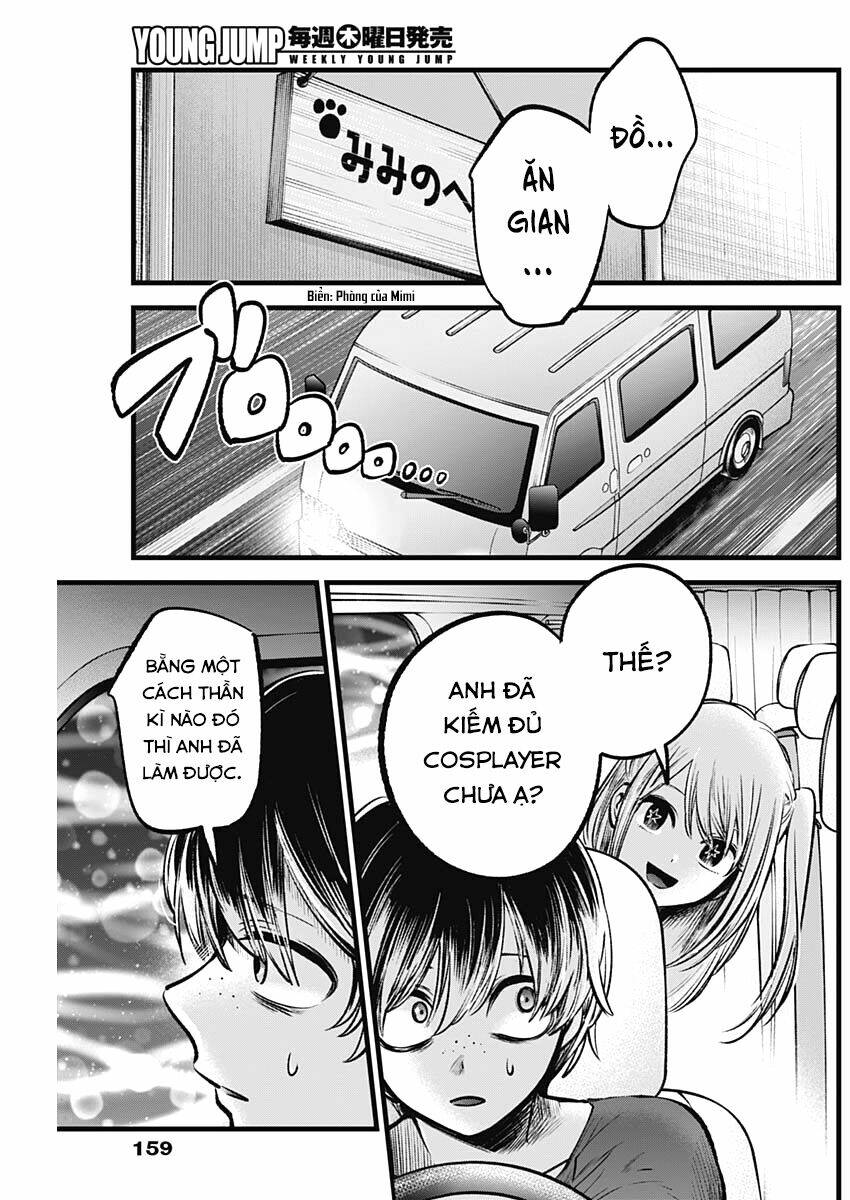 YOUNG JUMP 毎週木曜日発売
WEEKLY YOUNG JUMP
ĐỒ...
ĂN
GIAN
...
みみのへ
Biển: Phòng của Mimi
ブロロロロロ......
THẾ?
ANH ĐÃ
KIẾM ĐỦ
COSPLAYER
CHƯA Ạ?
BẰNG MỘT
CÁCH THẦN
KÌ NÀO ĐÓ
THÌ ANH ĐÃ
LÀM ĐƯỢC.
159